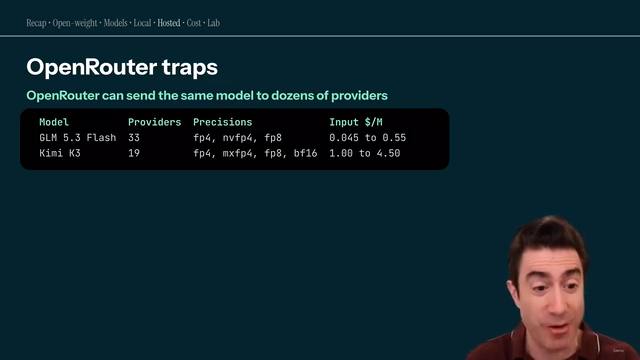 Recap • Open-weight • Models • Local • Hosted • Cost • Lab
OpenRouter traps
OpenRouter can send the same model to dozens of providers
Model Providers Precisions Input $/M
GLM 5.3 Flash 33 fp4, nvfp4, fp8 0.045 to 0.55
Kimi K3 19 fp4, mxfp4, fp8, bf16 1.00 to 4.50